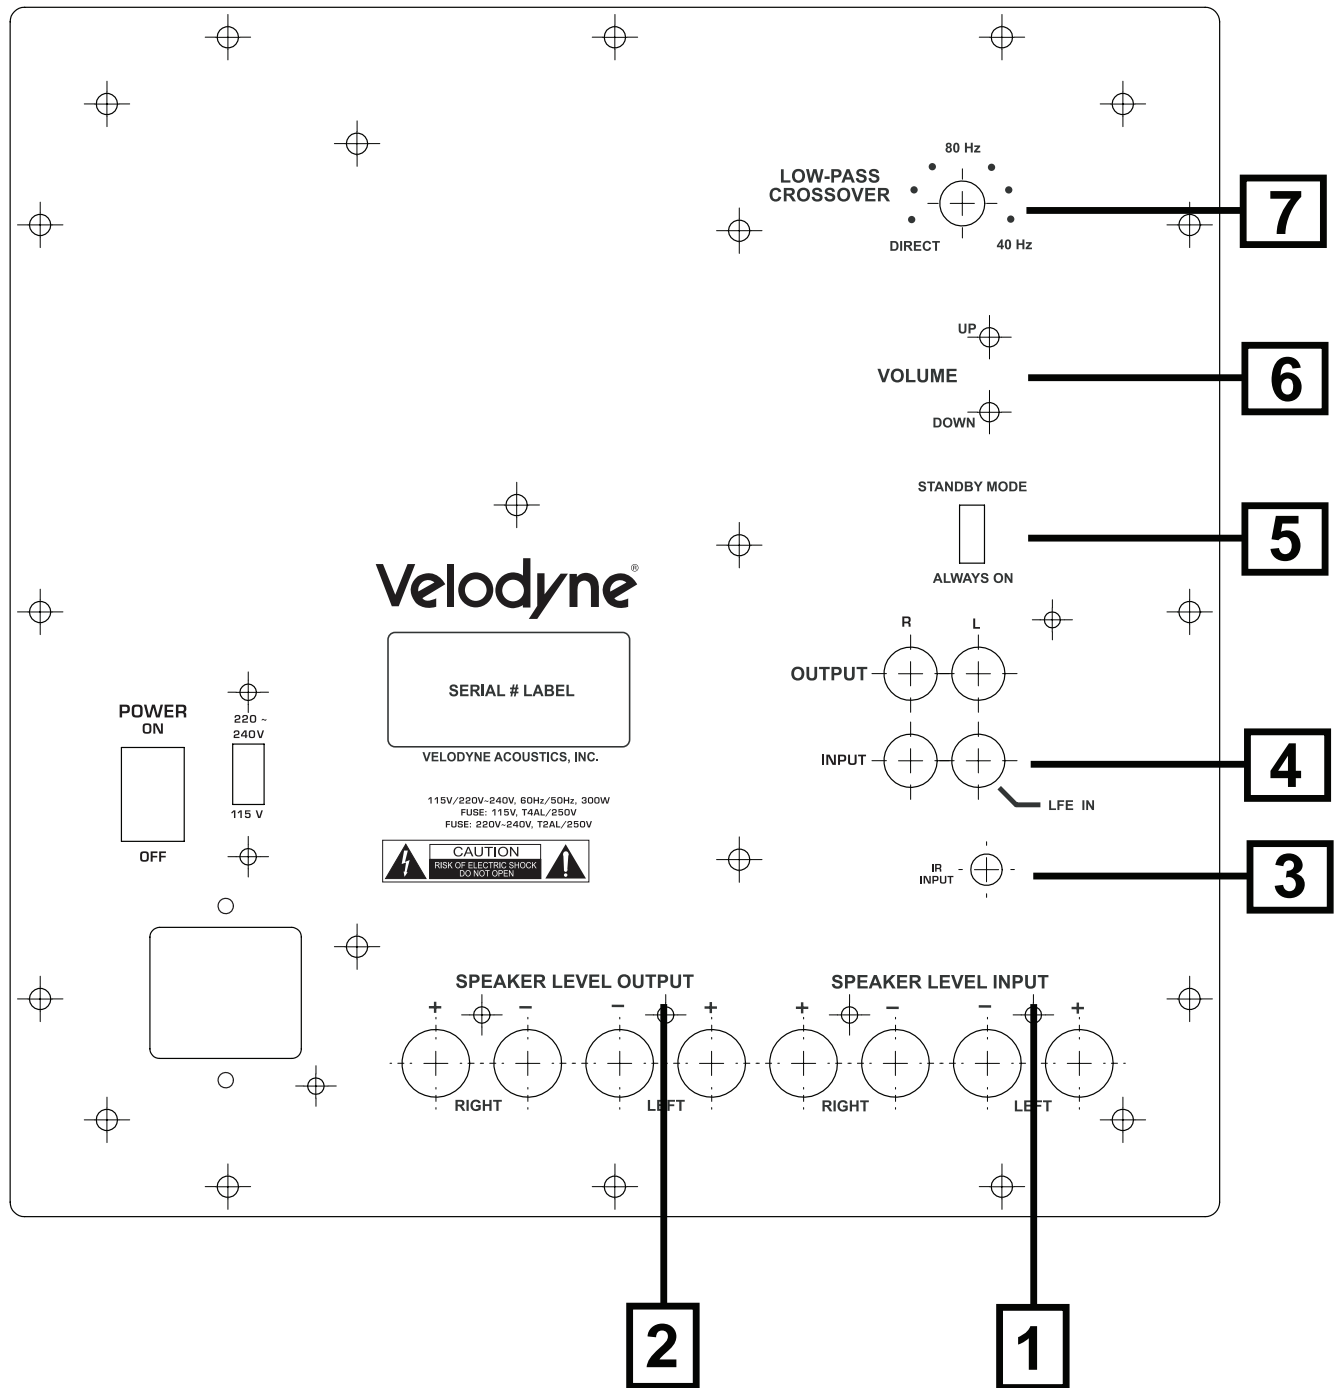 80 Hz
LOW-PASS
CROSSOVER
DIRECT
40 Hz
7
UP
VOLUME
DOWN
6
STANDBY MODE
ALWAYS ON
5
Velodyne®
SERIAL # LABEL
VELODYNE ACOUSTICS, INC.
115V/220V~240V, 60Hz/50Hz, 300W
FUSE: 115V, T4AL/250V
FUSE: 220V~240V, T2AL/250V
CAUTION
RISK OF ELECTRIC SHOCK
DO NOT OPEN
POWER
ON
OFF
220 ~
240V
115 V
R L
OUTPUT
INPUT
LFE IN
4
IR
INPUT
3
SPEAKER LEVEL OUTPUT
+ − − +
RIGHT LEFT
SPEAKER LEVEL INPUT
+ − − +
RIGHT LEFT
2
1